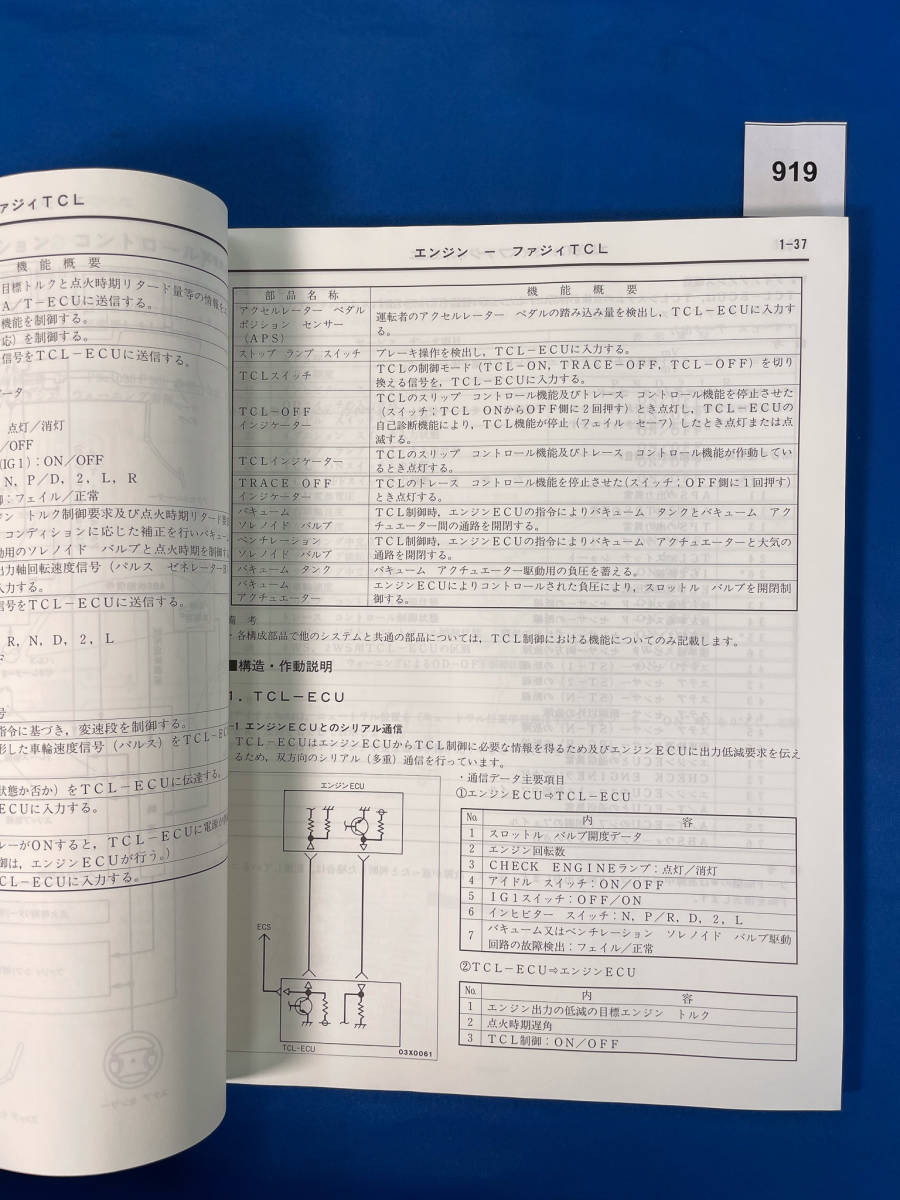 919
ァジィTCL
機能概要
目標トルクと点火時期リタード量等の情報を
A/T−ECUに送信する。
機能を制御する。
応)を制御する。
信号をTCL−ECUに送信する。
データ
点灯/消灯
/OFF
(IG1):ON/OFF
N,P/D,2,L,R
:フェイル/正常
ジン トルク制御要求及び点火時期リタード要
コンディションに応じた補正を行いバキューム
動用のソレノイド バルブと点火時期を制御す
出力軸回転速度信号(パルス ゼネレーターB
入力する。
信号をTCL−ECUに送信する。
R,N,D,2,L
号
指令に基づき,変速段を制御する。
形した車輪速度信号(パルス)をTCL−EC
状態か否か)をTCL−ECUに伝達する。
ECUに入力する。
レーがONすると,TCL−ECUに電源が
御は,エンジンECUが行う。)
CL−ECUに入力する。
エンジン − ファジィTCL
1-37
部品名称
機能概要
アクセルレーター ペダル
ポジション センサー
(APS)
運転者のアクセルレーター ペダルの踏み込み量を検出し,TCL−ECUに入力す
る。
ストップ ランプ スイッチ
ブレーキ操作を検出し,TCL−ECUに入力する。
TCLスイッチ
TCLの制御モード(TCL−ON,TRACE−OFF,TCL−OFF)を切り
換える信号を,TCL−ECUに入力する。
TCL−OFF
インジケーター
TCLのスリップ コントロール機能及びトレース コントロール機能を停止させた
(スイッチ;TCL ONからOFF側に2回押す)とき点灯し,TCL−ECUの
自己診断機能により,TCL機能が停止(フェイル セーフ)したとき点灯または点
滅する。
TCLインジケーター
TCLのスリップ コントロール機能及びトレース コントロール機能が作動してい
るとき点灯する。
TRACE OFF
インジケーター
TCLのトレース コントロール機能を停止させた(スイッチ;OFF側に1回押す)
とき点灯する。
バキューム
ソレノイド バルブ
TCL制御時,エンジンECUの指令によりバキューム タンクとバキューム アク
チュエーター間の通路を開閉する。
ベンチレーション
ソレノイド バルブ
TCL制御時,エンジンECUの指令によりバキューム アクチュエーターと大気の
通路を開閉する。
バキューム タンク
バキューム アクチュエーター駆動用の負圧を蓄える。
バキューム
アクチュエーター
エンジンECUによりコントロールされた負圧により,スロットル バルブを開閉制
御する。
備 考
・各構成部品で他のシステムと共通の部品については,TCL制御における機能についてのみ記載します。
■構造・作動説明
1.TCL−ECU
-1 エンジンECUとのシリアル通信
TCL−ECUはエンジンECUからTCL制御に必要な情報を得るため及びエンジンECUに出力低減要求を伝え
るため,双方向のシリアル(多重)通信を行っています。
エンジンECU
ECS
TCL-ECU
03X0061
・通信データ主要項目
①エンジンECU⇨TCL−ECU
No. 内容
1 スロットル バルブ開度データ
2 エンジン回転数
3 CHECK ENGINEランプ:点灯/消灯
4 アイドル スイッチ:ON/OFF
5 IG1スイッチ:OFF/ON
6 インヒビター スイッチ:N,P/R,D,2,L
7 バキューム又はベンチレーション ソレノイド バルブ駆動
回路の故障検出:フェイル/正常
②TCL−ECU⇨エンジンECU
No. 内容
1 エンジン出力の低減の目標エンジン トルク
2 点火時期遅角
3 TCL制御:ON/OFF